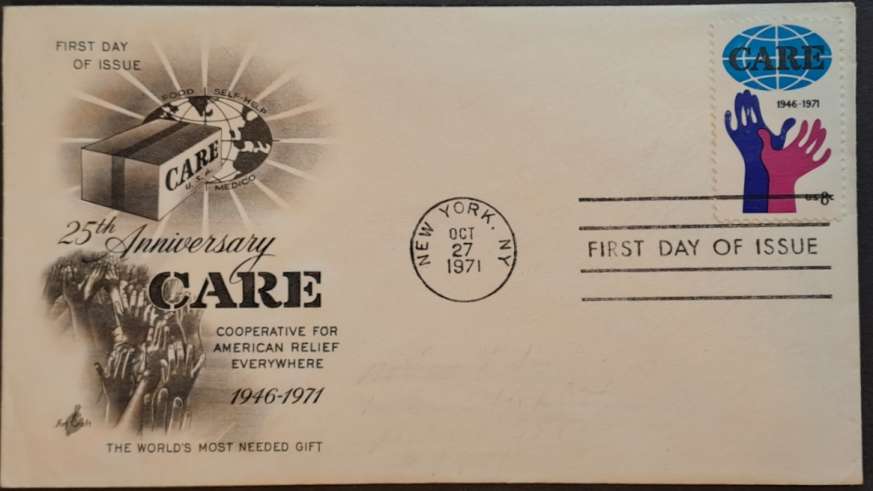 FIRST DAY
OF ISSUE
FOOD SELF-HELP
CARE
U.S.A.
MEDICO
25th Anniversary
CARE
COOPERATIVE FOR
AMERICAN RELIEF
EVERYWHERE
1946-1971
Art Craft
THE WORLD'S MOST NEEDED GIFT
NEW YORK, NY
OCT
27
1971
CARE
1946-1971
U.S. 8c
FIRST DAY OF ISSUE